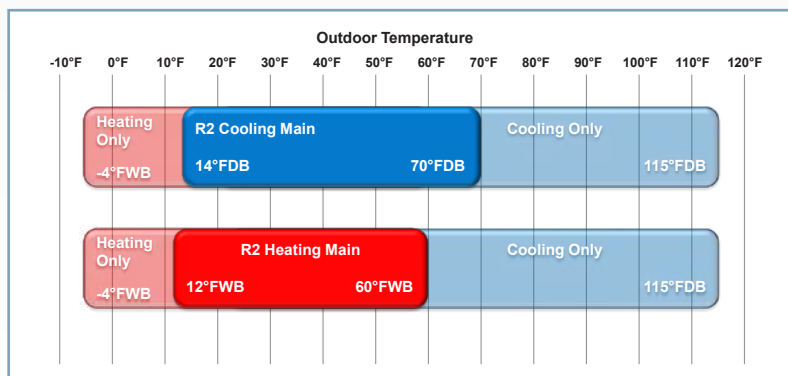 Outdoor Temperature
-10°F 0°F 10°F 20°F 30°F 40°F 50°F 60°F 70°F 80°F 90°F 100°F 110°F 120°F
Heating
Only
-4°FWB
R2 Cooling Main
14°FDB 70°FDB
Cooling Only
115°FDB
Heating
Only
-4°FWB
R2 Heating Main
12°FWB 60°FWB
Cooling Only
115°FDB